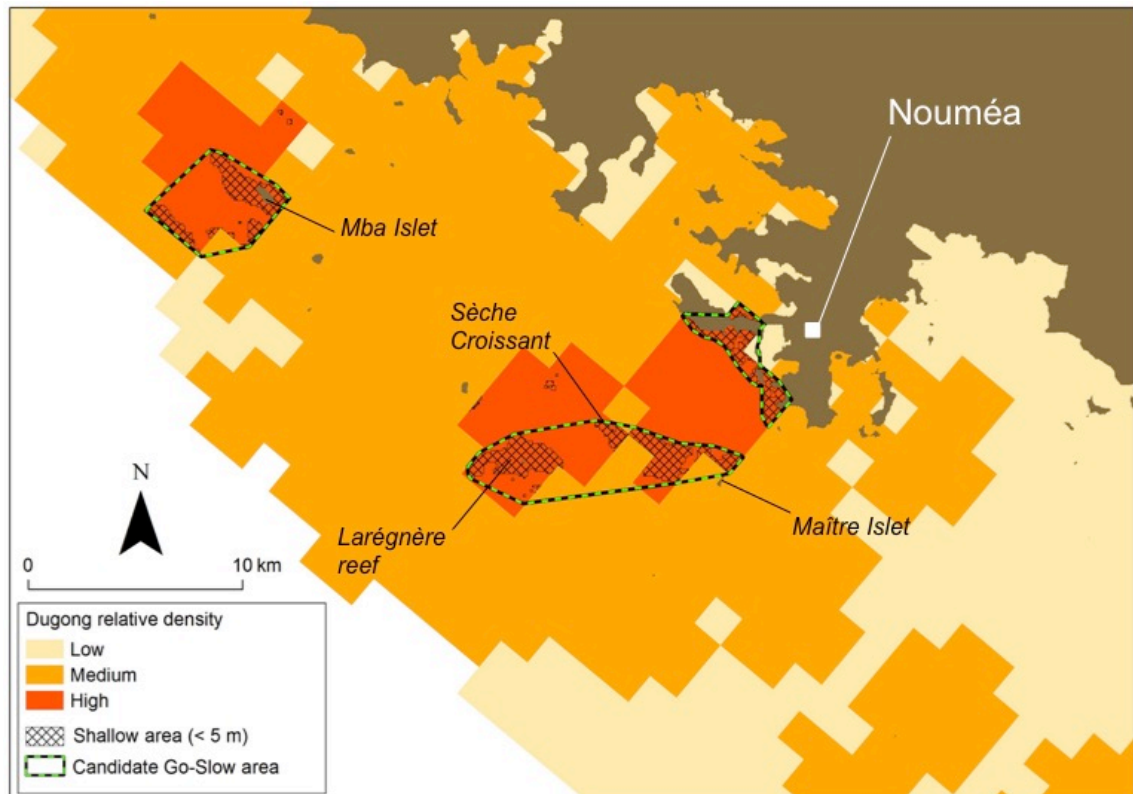 Nouméa
Mba Islet
Sèche
Croissant
Larégnère
reef
Maître Islet
N
0 10 km
Dugong relative density
Low
Medium
High
Shallow area (< 5 m)
Candidate Go-Slow area